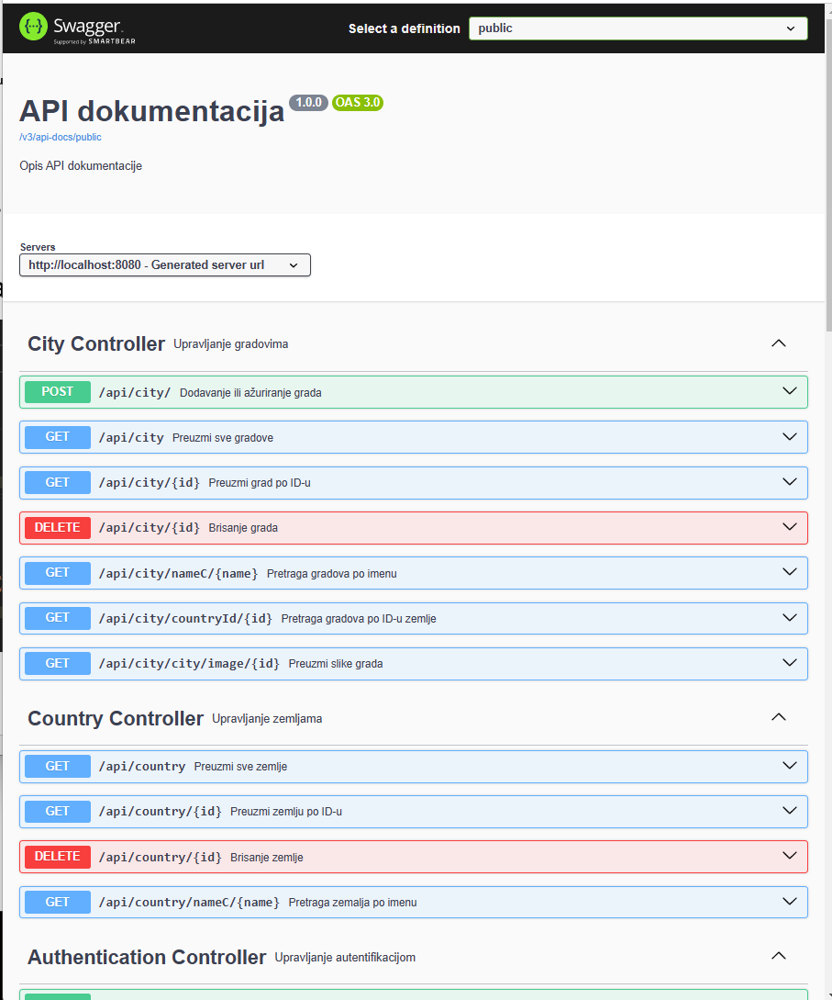 Swagger.
Supported by SMARTBEAR
Select a definition
public
API dokumentacija 1.0.0 OAS 3.0
/v3/api-docs/public
Opis API dokumentacije
Servers
http://localhost:8080 - Generated server url
City Controller Upravljanje gradovima
POST /api/city/ Dodavanje ili ažuriranje grada
GET /api/city Preuzmi sve gradove
GET /api/city/{id} Preuzmi grad po ID-u
DELETE /api/city/{id} Brisanje grada
GET /api/city/nameC/{name} Pretraga gradova po imenu
GET /api/city/countryId/{id} Pretraga gradova po ID-u zemlje
GET /api/city/city/image/{id} Preuzmi slike grada
Country Controller Upravljanje zemljama
GET /api/country Preuzmi sve zemlje
GET /api/country/{id} Preuzmi zemlju po ID-u
DELETE /api/country/{id} Brisanje zemlje
GET /api/country/nameC/{name} Pretraga zemalja po imenu
Authentication Controller Upravljanje autentifikacijom